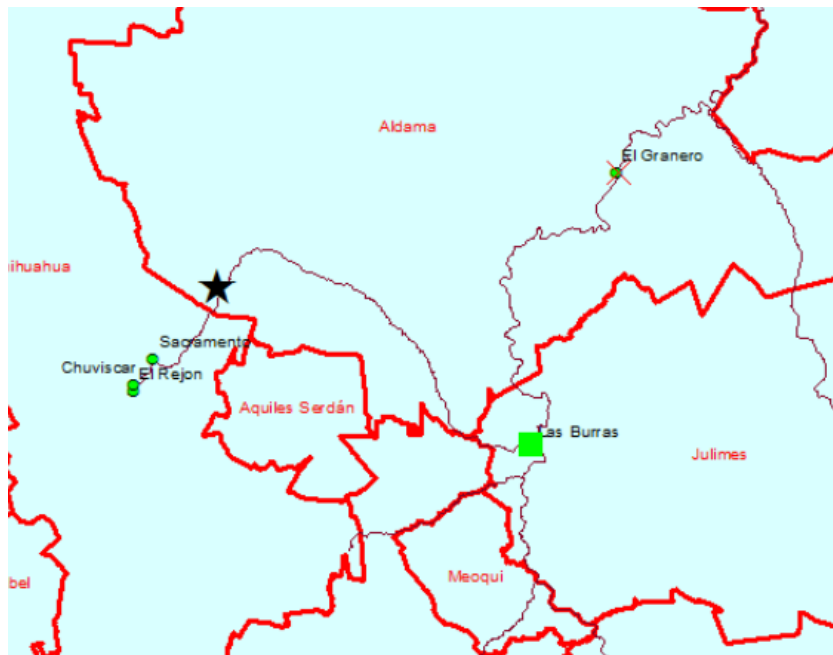 Aldama
El Granero
ihuahua
Sacramento
Chuviscar
El Rejon
Aquiles Serdán
Las Burras
Julimes
Meoqui
bel